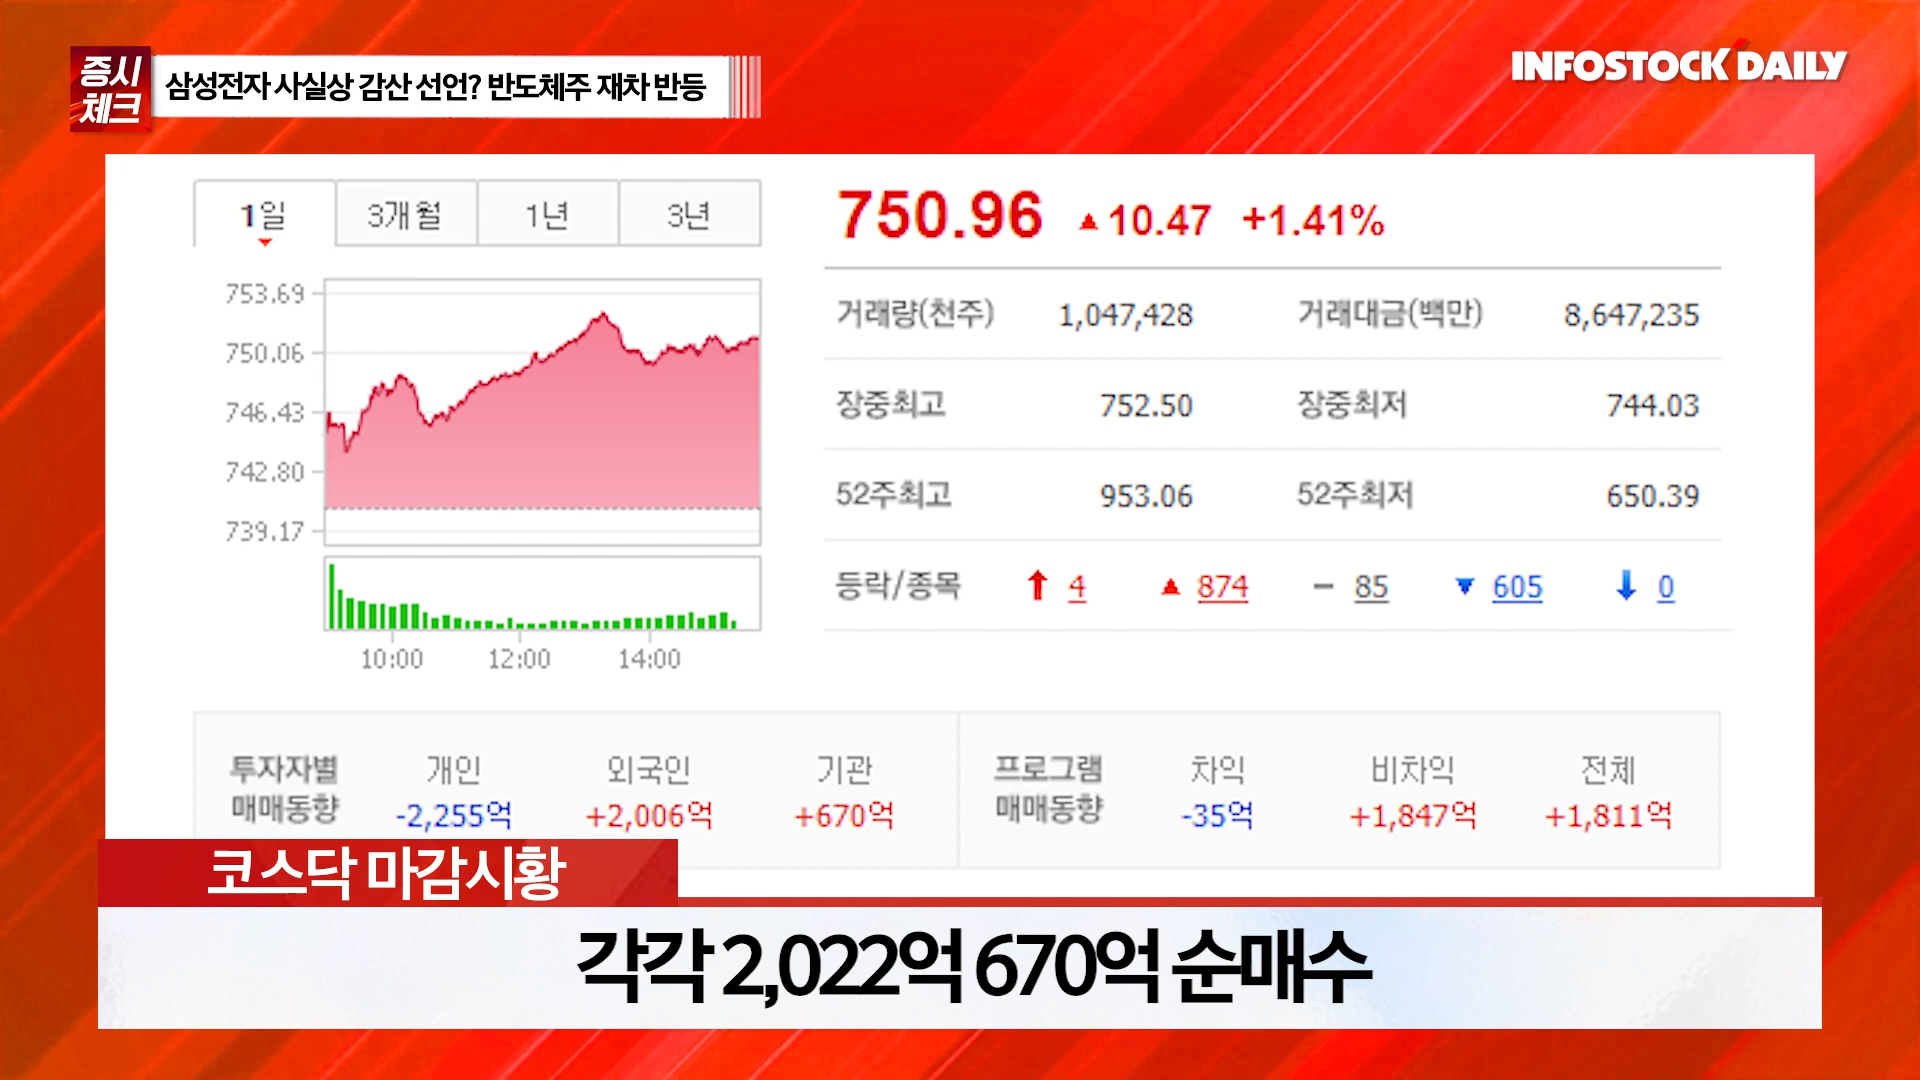 증시
체크
삼성전자 사실상 감산 선언? 반도체주 재차 반등
INFOSTOCK DAILY
1일 3개월 1년 3년
750.96 ▲10.47 +1.41%
753.69
750.06
746.43
742.80
739.17
10:00 12:00 14:00
거래량(천주) 1,047,428 거래대금(백만) 8,647,235
장중최고 752.50 장중최저 744.03
52주최고 953.06 52주최저 650.39
등락/종목 ↑ 4 ▲ 874 – 85 ▼ 605 ↓ 0
투자자별 매매동향
개인 외국인 기관
-2,255억 +2,006억 +670억
프로그램 매매동향
차익 비차익 전체
-35억 +1,847억 +1,811억
코스닥 마감시황
각각 2,022억 670억 순매수